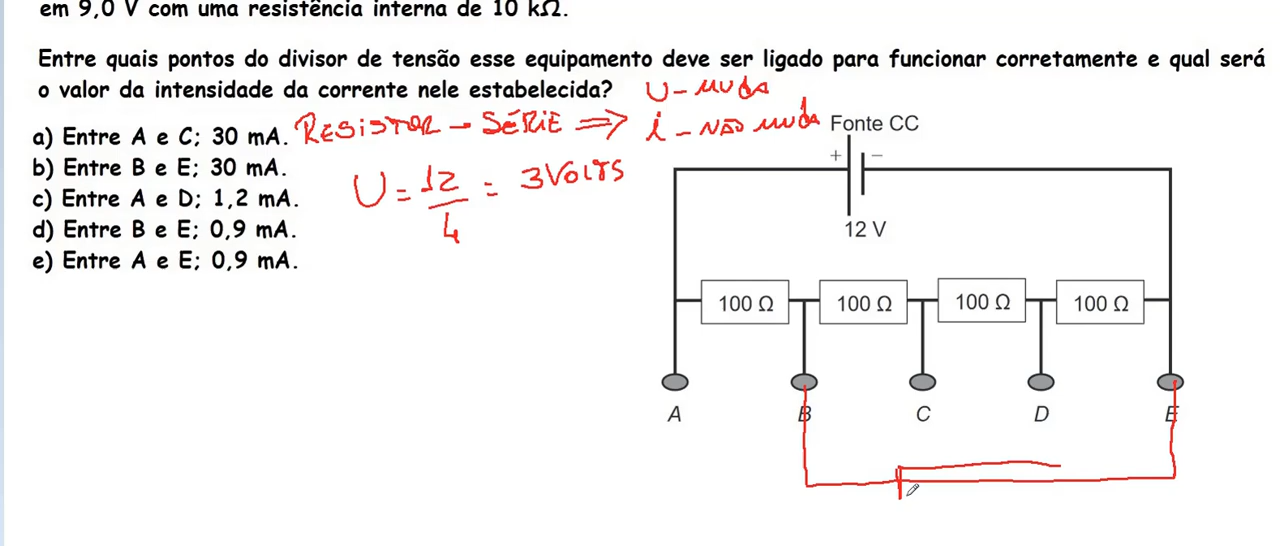 em 9,0 V com uma resistência interna de 10 kΩ.
Entre quais pontos do divisor de tensão esse equipamento deve ser ligado para funcionar corretamente e qual será
o valor da intensidade da corrente nele estabelecida?
U - MUDA
a) Entre A e C; 30 mA.
RESISTOR - SÉRIE ⇒ i - NÃO MUDA
Fonte CC
b) Entre B e E; 30 mA.
+ -
U = 12/4 = 3 VOLTS
c) Entre A e D; 1,2 mA.
d) Entre B e E; 0,9 mA.
12 V
e) Entre A e E; 0,9 mA.
100 Ω 100 Ω 100 Ω 100 Ω
A B C D E